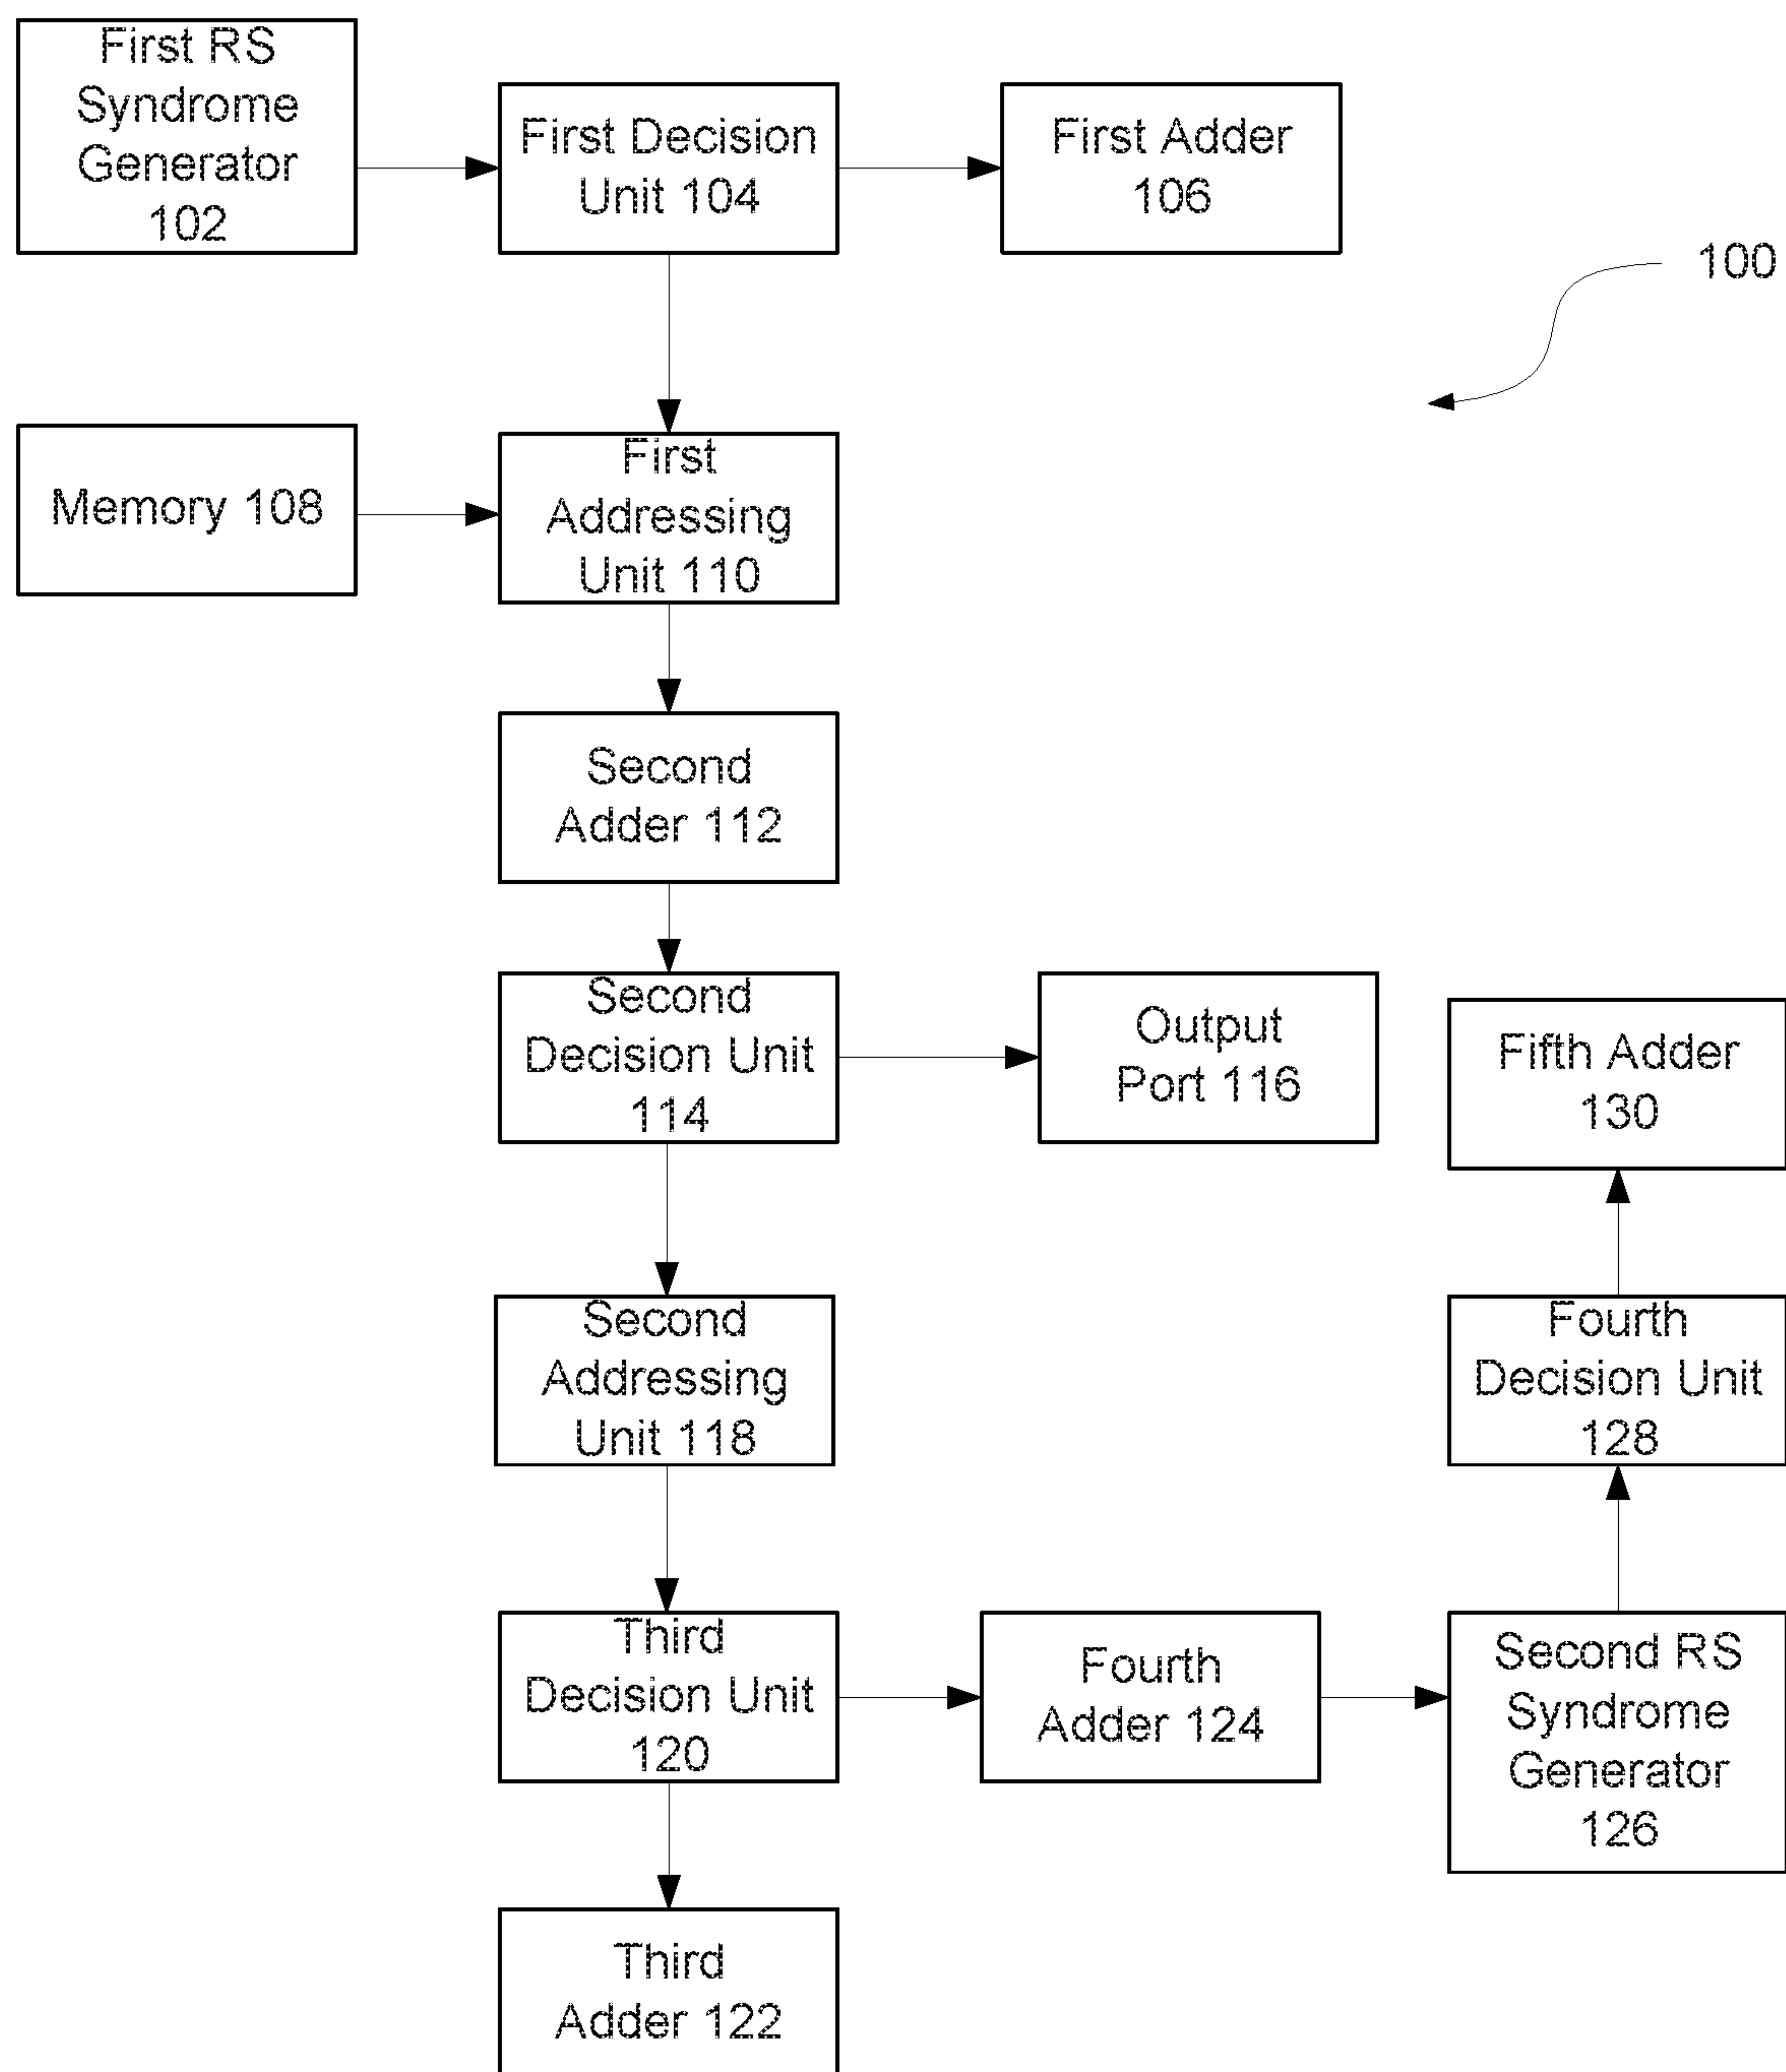 First RS
Syndrome
Generator
102
First Decision
Unit 104
First Adder
106
100
Memory 108
First
Addressing
Unit 110
Second
Adder 112
Second
Decision Unit
114
Output
Port 116
Fifth Adder
130
Second
Addressing
Unit 118
Fourth
Decision Unit
128
Third
Decision Unit
120
Fourth
Adder 124
Second RS
Syndrome
Generator
126
Third
Adder 122